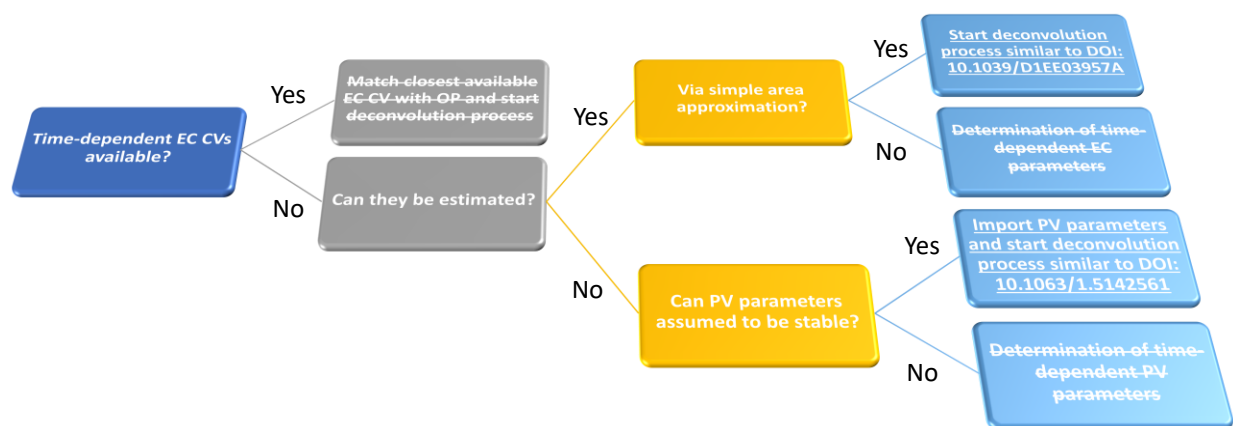 Time-dependent EC CVs
available?
Yes
Match closest available
EC CV with OP and start
deconvolution process
No
Can they be estimated?
Yes
Via simple area
approximation?
Yes
Start deconvolution
process similar to DOI:
10.1039/D1EE03957A
No
Determination of time-
dependent EC
parameters
No
Can PV parameters
assumed to be stable?
Yes
Import PV parameters
and start deconvolution
process similar to DOI:
10.1063/1.5142561
No
Determination of time-
dependent PV
parameters